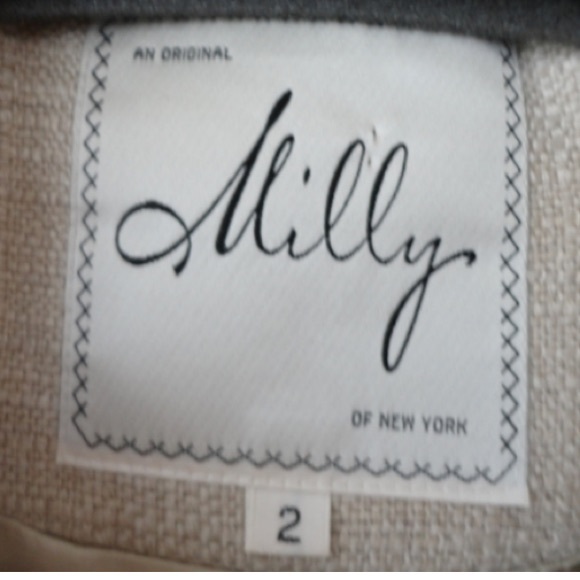 AN ORIGINAL
Milly
OF NEW YORK
2